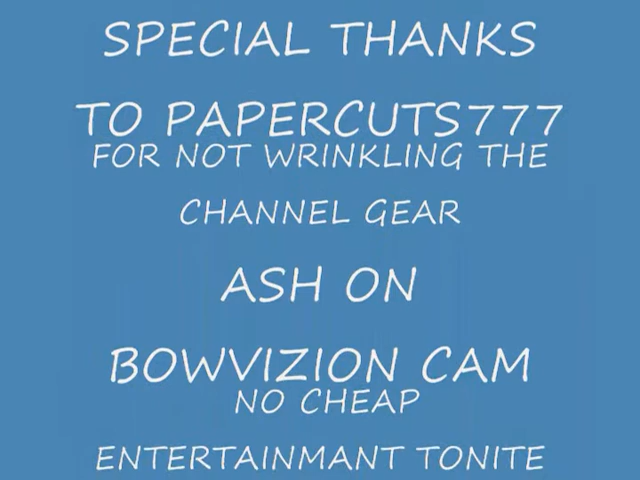 SPECIAL THANKS
TO PAPERCUTS777
FOR NOT WRINKLING THE
CHANNEL GEAR
ASH ON
BOWVIZION CAM
NO CHEAP
ENTERTAINMANT TONITE